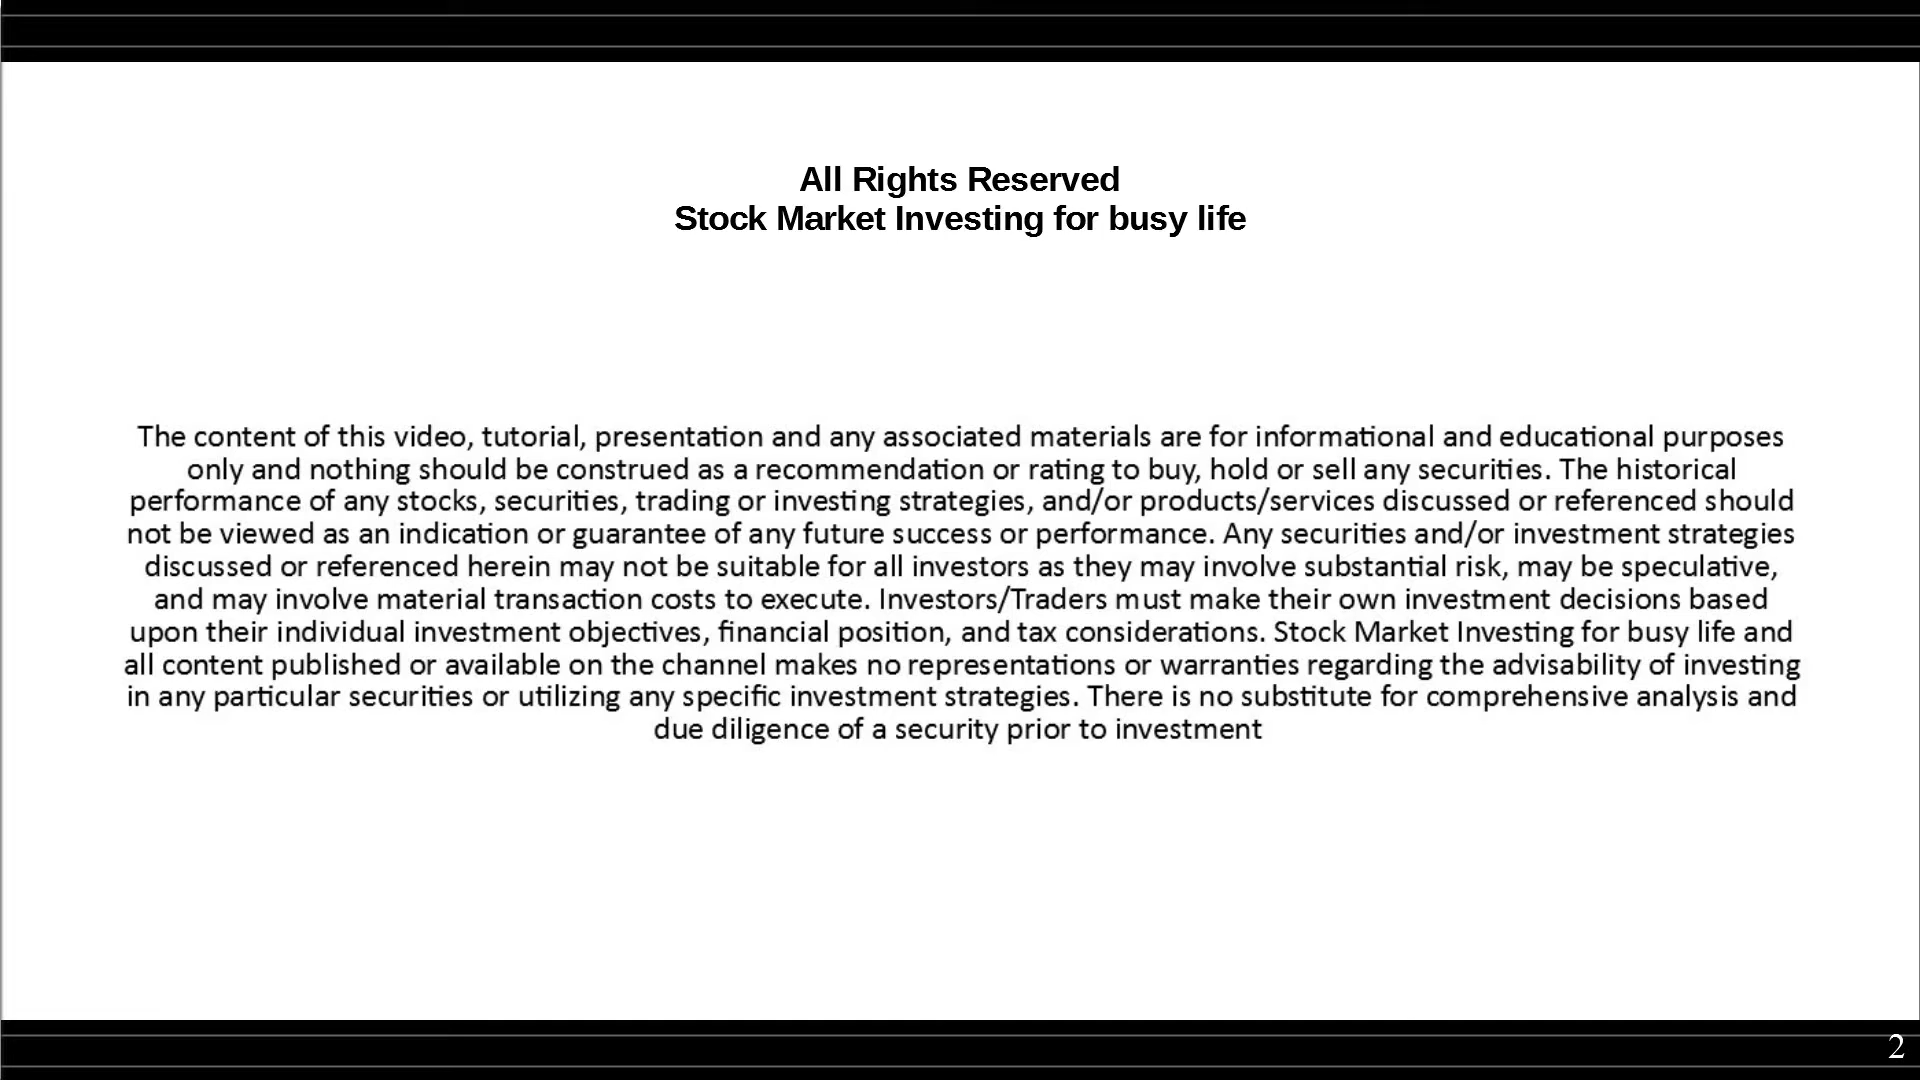 All Rights Reserved
Stock Market Investing for busy life
The content of this video, tutorial, presentation and any associated materials are for informational and educational purposes
only and nothing should be construed as a recommendation or rating to buy, hold or sell any securities. The historical
performance of any stocks, securities, trading or investing strategies, and/or products/services discussed or referenced should
not be viewed as an indication or guarantee of any future success or performance. Any securities and/or investment strategies
discussed or referenced herein may not be suitable for all investors as they may involve substantial risk, may be speculative,
and may involve material transaction costs to execute. Investors/Traders must make their own investment decisions based
upon their individual investment objectives, financial position, and tax considerations. Stock Market Investing for busy life and
all content published or available on the channel makes no representations or warranties regarding the advisability of investing
in any particular securities or utilizing any specific investment strategies. There is no substitute for comprehensive analysis and
due diligence of a security prior to investment
2